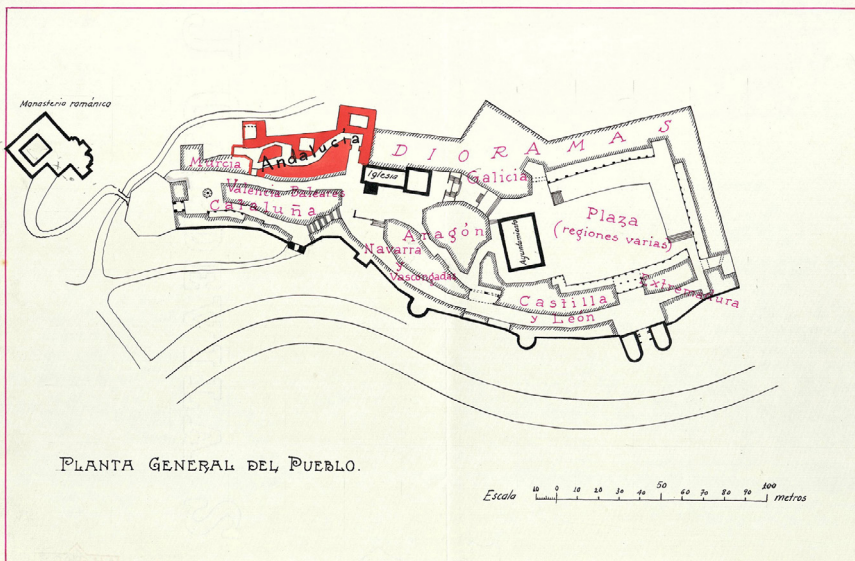 Monasterio románico
Murcia
Andalucía
DIORAMAS
Iglesia
Galicia
Valencia Baleares
Cataluña
Plaza
(regiones varias)
Aragón
Ayuntamiento
Navarra
y
Vascongadas
Extremadura
Castilla
y León
PLANTA GENERAL DEL PUEBLO.
Escala
10 0 10 20 30 40 50 60 70 80 90 100
metros